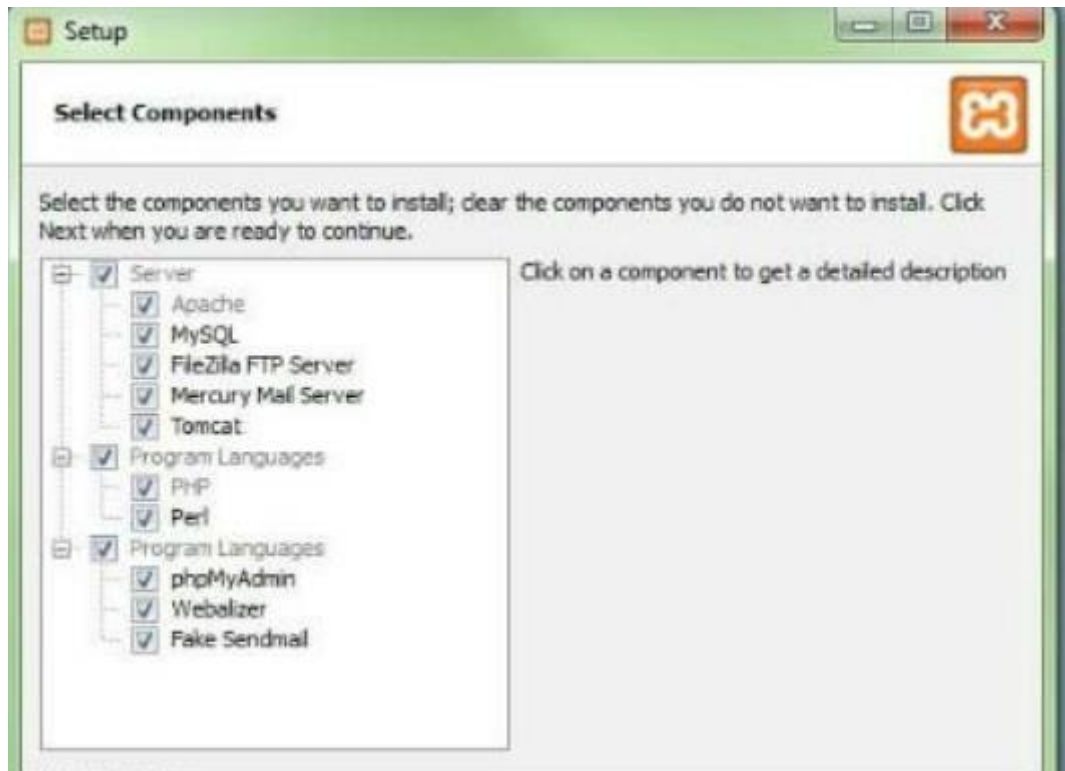 Setup
Select Components
Select the components you want to install; clear the components you do not want to install. Click
Next when you are ready to continue.
Server
Apache
MySQL
FileZilla FTP Server
Mercury Mail Server
Tomcat
Program Languages
PHP
Perl
Program Languages
phpMyAdmin
Webalizer
Fake Sendmail
Click on a component to get a detailed description